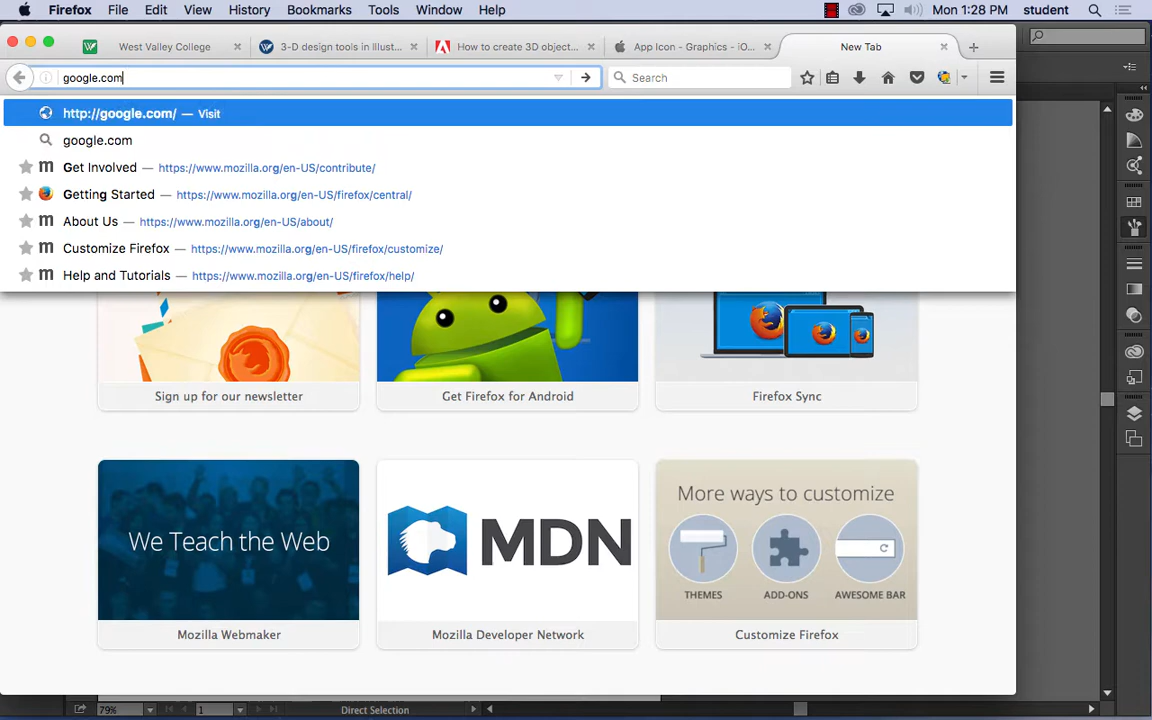 Firefox File Edit View History Bookmarks Tools Window Help Mon 1:28 PM student
West Valley College 3-D design tools in Illust... How to create 3D object... App Icon - Graphics - iO... New Tab
google.com Search
http://google.com/ — Visit
google.com
Get Involved — https://www.mozilla.org/en-US/contribute/
Getting Started — https://www.mozilla.org/en-US/firefox/central/
About Us — https://www.mozilla.org/en-US/about/
Customize Firefox — https://www.mozilla.org/en-US/firefox/customize/
Help and Tutorials — https://www.mozilla.org/en-US/firefox/help/
Sign up for our newsletter Get Firefox for Android Firefox Sync
More ways to customize
We Teach the Web MDN
THEMES ADD-ONS AWESOME BAR
Mozilla Webmaker Mozilla Developer Network Customize Firefox
79% 1 Direct Selection